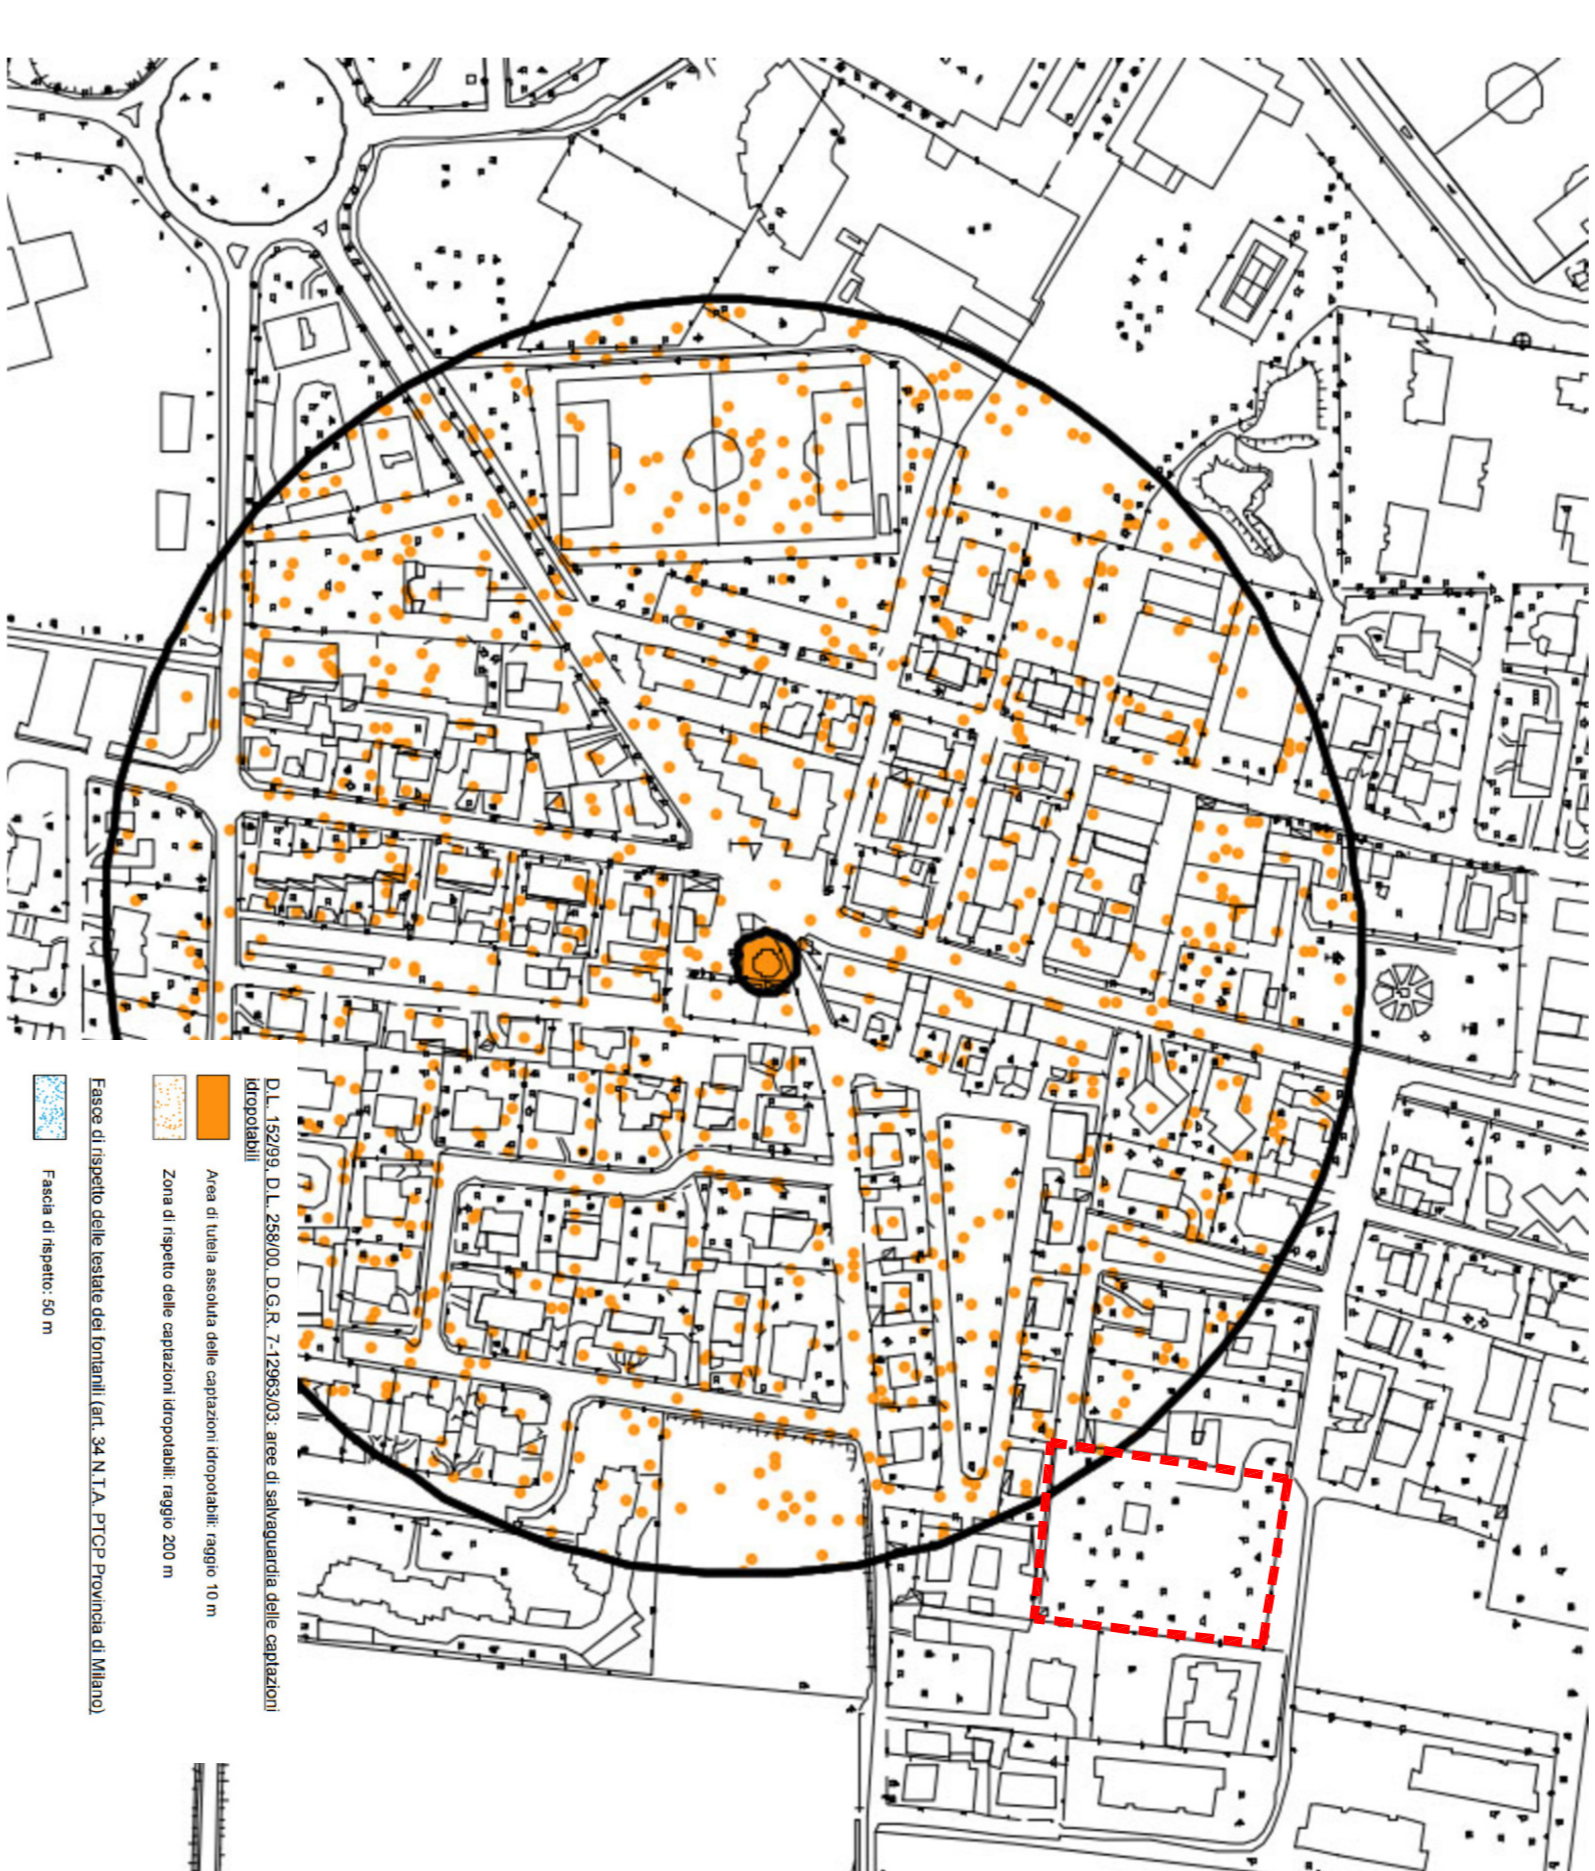 D.L. 152/99, D.L. 258/00, D.G.R. 7-12963/03: aree di salvaguardia delle captazioni
idropotabili
Area di tutela assoluta delle captazioni idropotabili: raggio 10 m
Zona di rispetto delle captazioni idropotabili: raggio 200 m
Fasce di rispetto delle testate dei fontanili (art. 34 N.T.A. PTCP Provincia di Milano)
Fascia di rispetto: 50 m